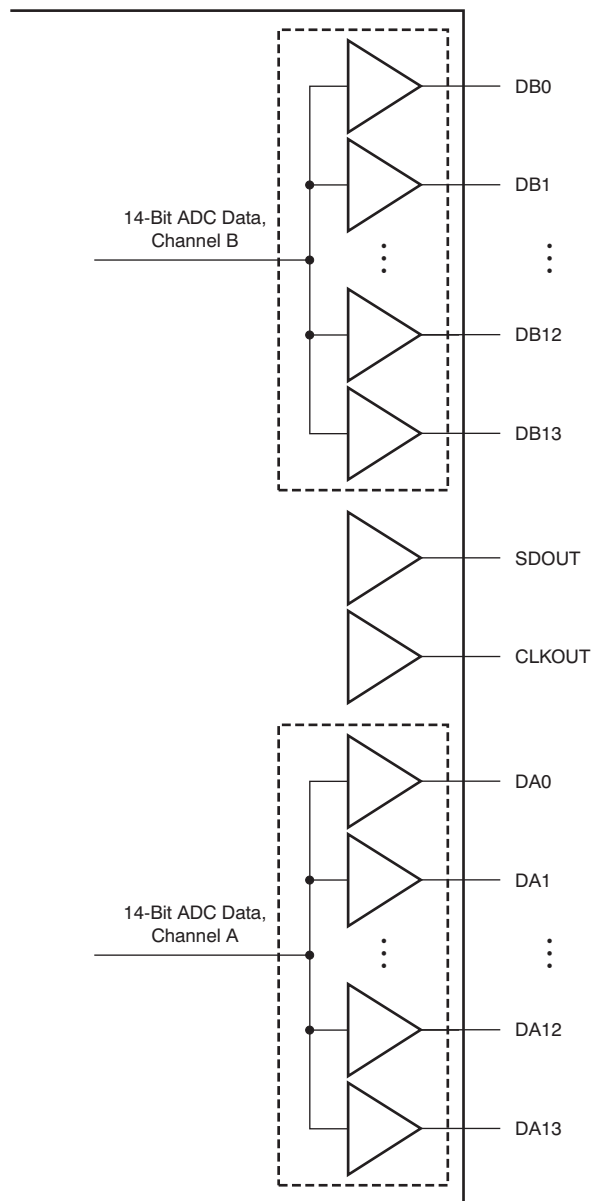 DB0
DB1
14-Bit ADC Data,
Channel B
DB12
DB13
SDOUT
CLKOUT
DA0
DA1
14-Bit ADC Data,
Channel A
DA12
DA13